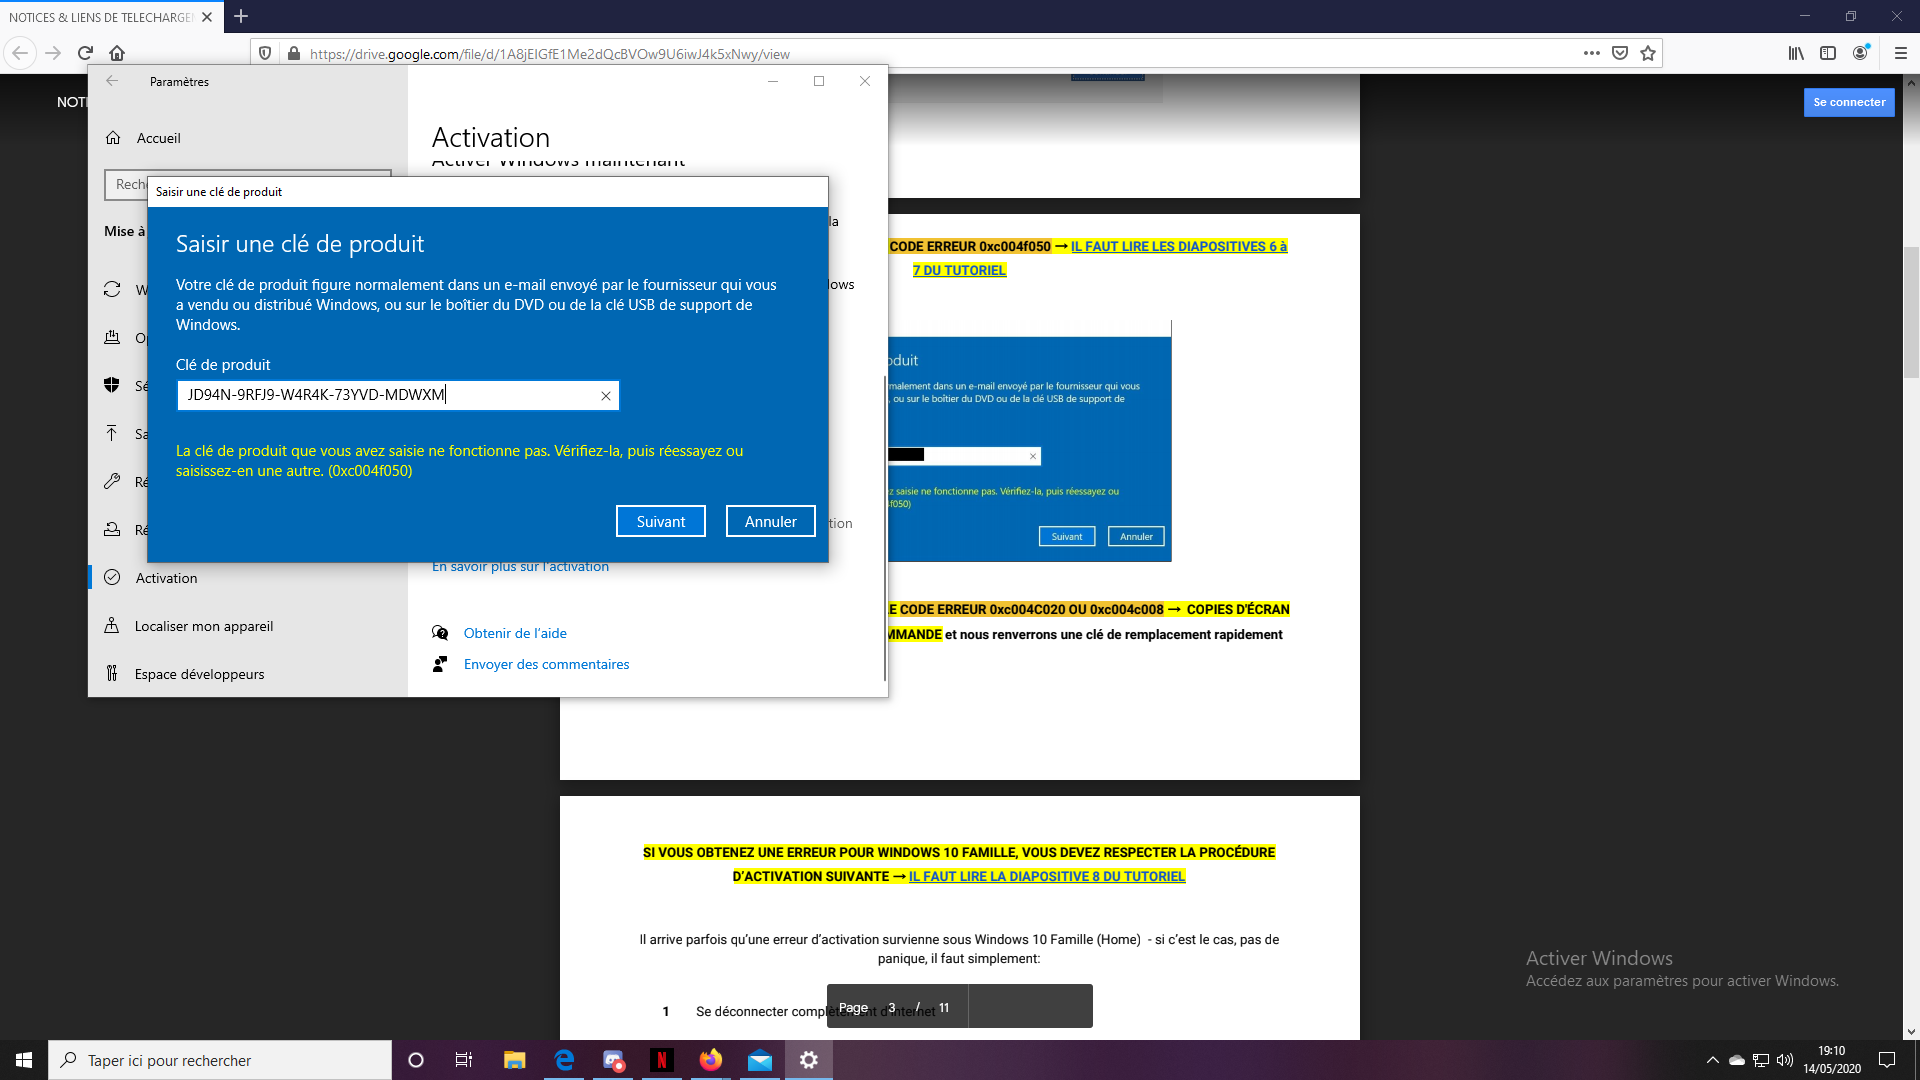 NOTICES & LIENS DE TELECHARGEN
https://drive.google.com/file/d/1A8jEIGfE1Me2dQcBVOw9U6iwJ4k5xNwy/view
NOTI
Se connecter
Paramètres
Accueil
Rech
Mise à
W
Op
Sé
Sa
Ré
Ré
Activation
Localiser mon appareil
Espace développeurs
Activation
Activer Windows maintenant
la
lows
tion
En savoir plus sur l'activation
Obtenir de l'aide
Envoyer des commentaires
Saisir une clé de produit
Saisir une clé de produit
Votre clé de produit figure normalement dans un e-mail envoyé par le fournisseur qui vous
a vendu ou distribué Windows, ou sur le boîtier du DVD ou de la clé USB de support de
Windows.
Clé de produit
JD94N-9RFJ9-W4R4K-73YVD-MDWXM
La clé de produit que vous avez saisie ne fonctionne pas. Vérifiez-la, puis réessayez ou
saisissez-en une autre. (0xc004f050)
Suivant
Annuler
CODE ERREUR 0xc004f050 → IL FAUT LIRE LES DIAPOSITIVES 6 à
7 DU TUTORIEL
oduit
malement dans un e-mail envoyé par le fournisseur qui vous
, ou sur le boîtier du DVD ou de la clé USB de support de
z saisie ne fonctionne pas. Vérifiez-la, puis réessayez ou
4f050)
Suivant
Annuler
LE CODE ERREUR 0xc004C020 OU 0xc004c008 → COPIES D'ÉCRAN
MMANDE et nous renverrons une clé de remplacement rapidement
SI VOUS OBTENEZ UNE ERREUR POUR WINDOWS 10 FAMILLE, VOUS DEVEZ RESPECTER LA PROCÉDURE
D'ACTIVATION SUIVANTE → IL FAUT LIRE LA DIAPOSITIVE 8 DU TUTORIEL
Il arrive parfois qu'une erreur d'activation survienne sous Windows 10 Famille (Home) - si c'est le cas, pas de
panique, il faut simplement:
1 Se déconnecter complètement d'internet
Page 3 / 11
Activer Windows
Accédez aux paramètres pour activer Windows.
Taper ici pour rechercher
19:10
14/05/2020